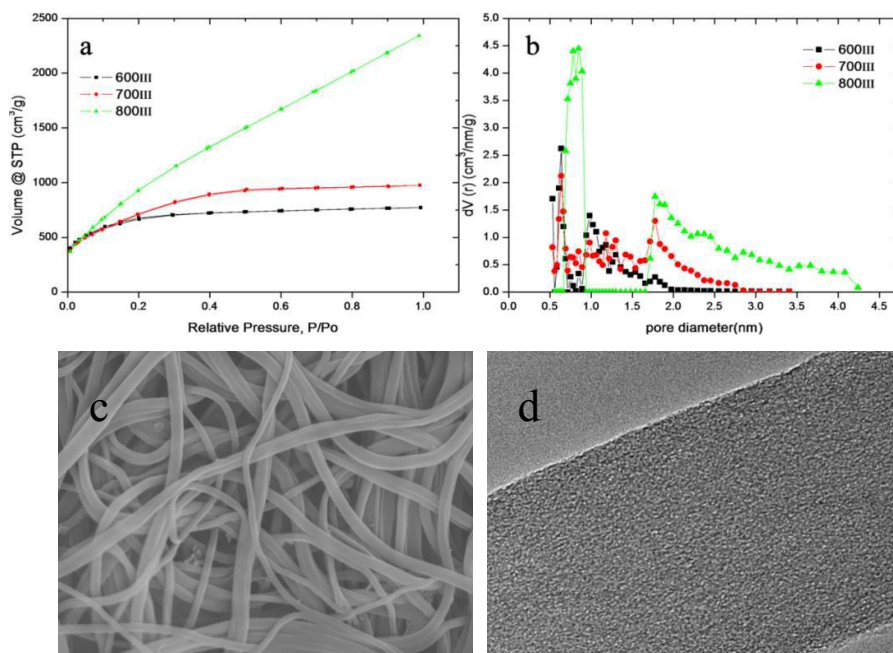 a
Volume @ STP (cm³/g)
2500
2000
1500
1000
500
0
600III
700III
800III
0.0 0.2 0.4 0.6 0.8 1.0
Relative Pressure, P/Po
b
dV (r) (cm³/nm/g)
5.0
4.5
4.0
3.5
3.0
2.5
2.0
1.5
1.0
0.5
0.0
600III
700III
800III
0.0 0.5 1.0 1.5 2.0 2.5 3.0 3.5 4.0 4.5
pore diameter(nm)
c
d